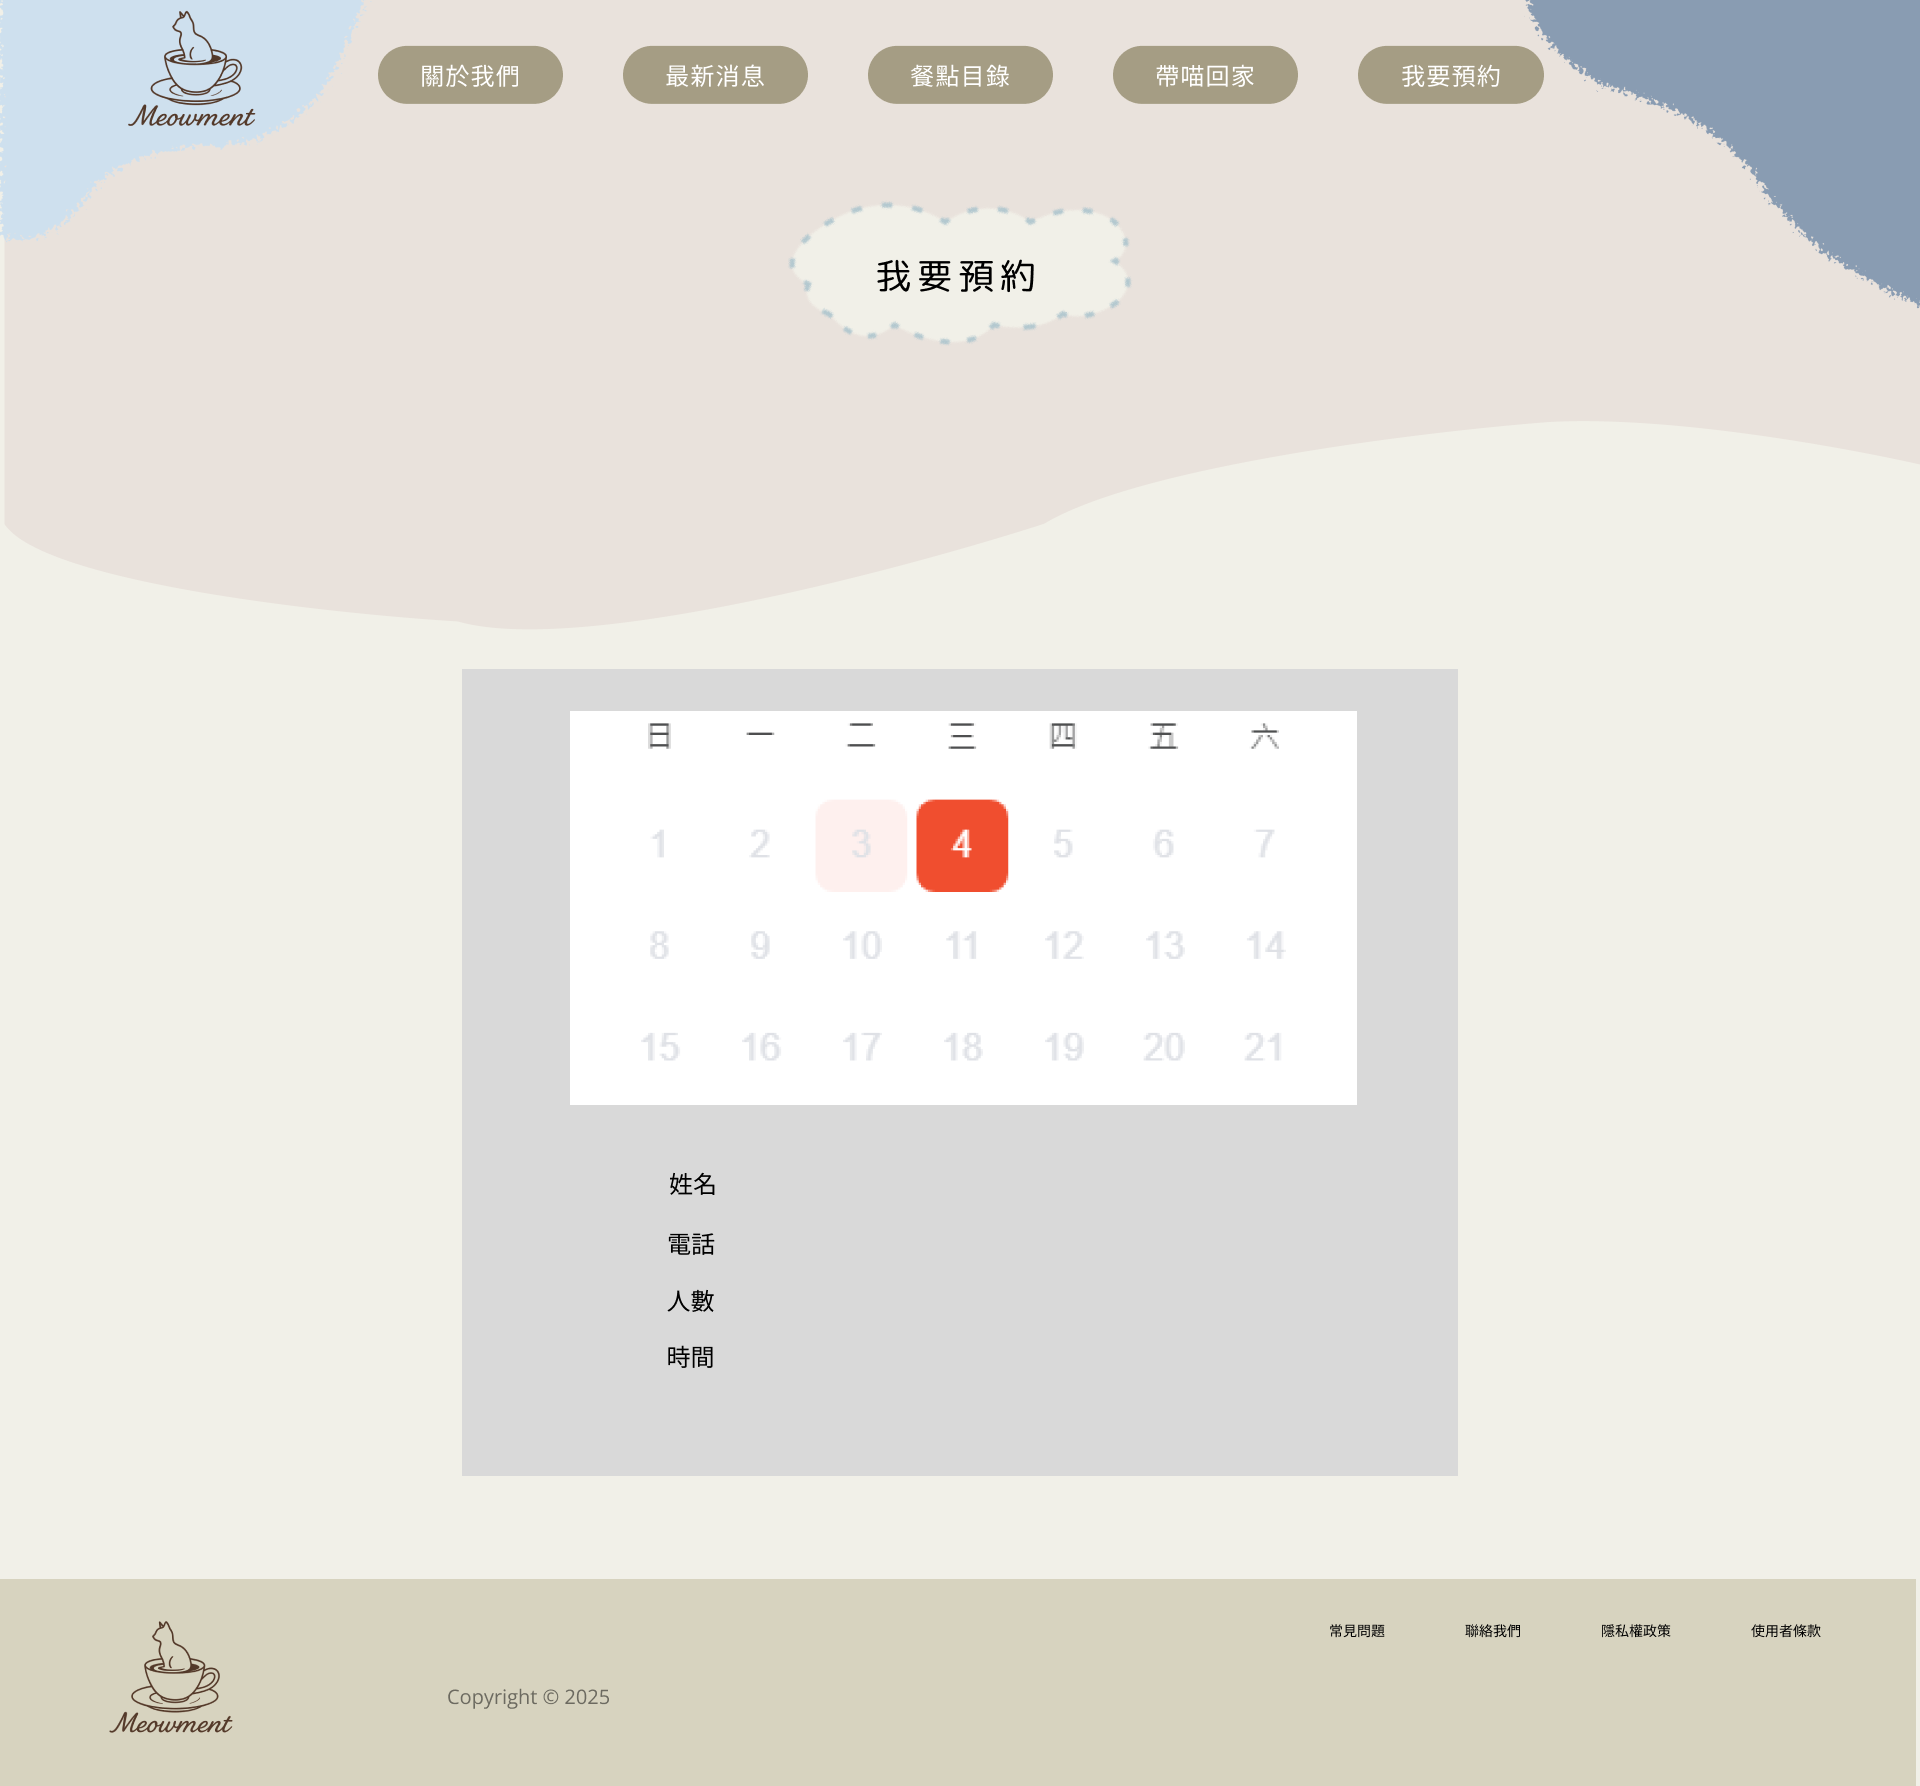 Meowment
關於我們 最新消息 餐點目錄 帶喵回家 我要預約
我要預約
日 一 二 三 四 五 六
1 2 3 4 5 6 7
8 9 10 11 12 13 14
15 16 17 18 19 20 21
姓名
電話
人數
時間
常見問題 聯絡我們 隱私權政策 使用者條款
Copyright © 2025
Meowment